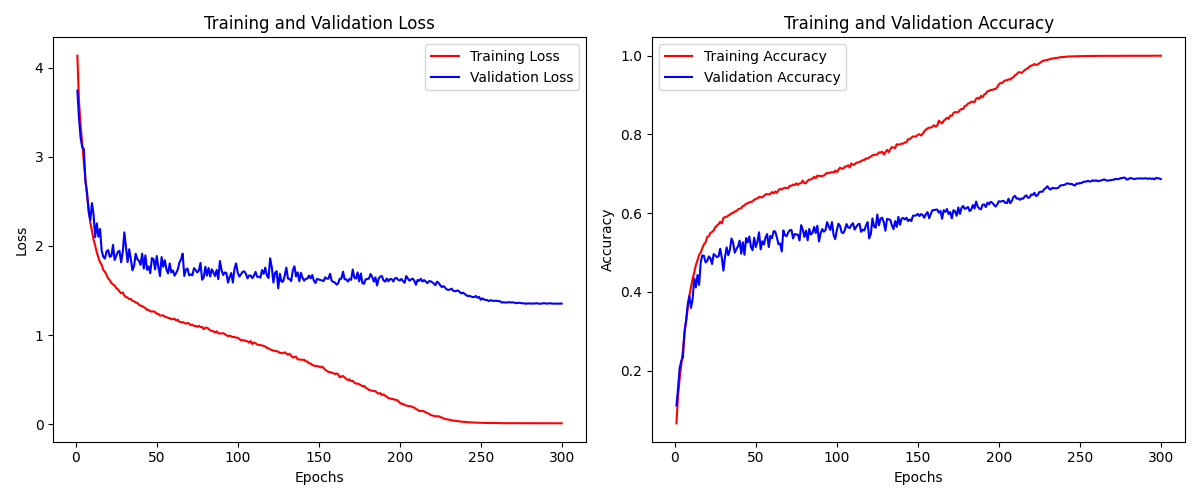 Training and Validation Loss
Loss
4
3
2
1
0
Training Loss
Validation Loss
0 50 100 150 200 250 300
Epochs
Training and Validation Accuracy
Accuracy
1.0
0.8
0.6
0.4
0.2
Training Accuracy
Validation Accuracy
0 50 100 150 200 250 300
Epochs